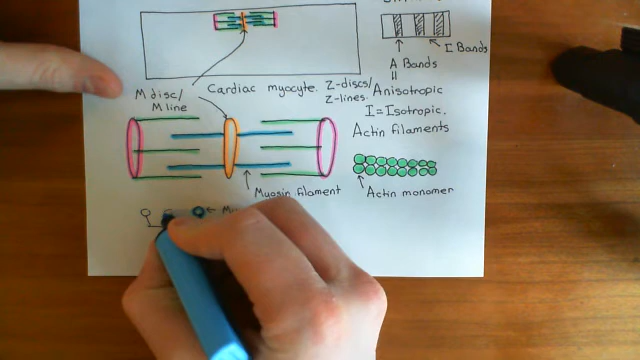 I Bands
A Bands
=
Anisotropic
I = Isotropic.
M disc/
M line
Cardiac myocyte.
Z-discs/
Z-lines.
Actin filaments
Myosin filament
Actin monomer